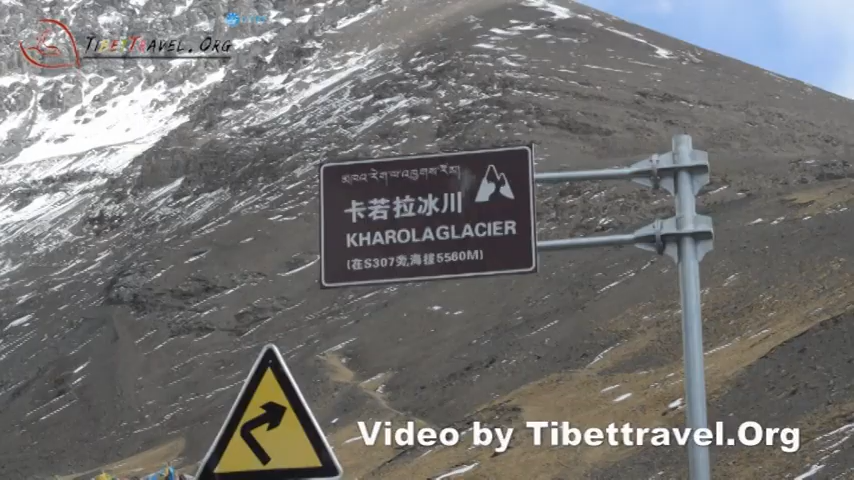 TIBETTRAVEL.ORG
卡若拉冰川
KHAROLAGLACIER
(在S307旁,海拔5560M)
Video by Tibettravel.Org